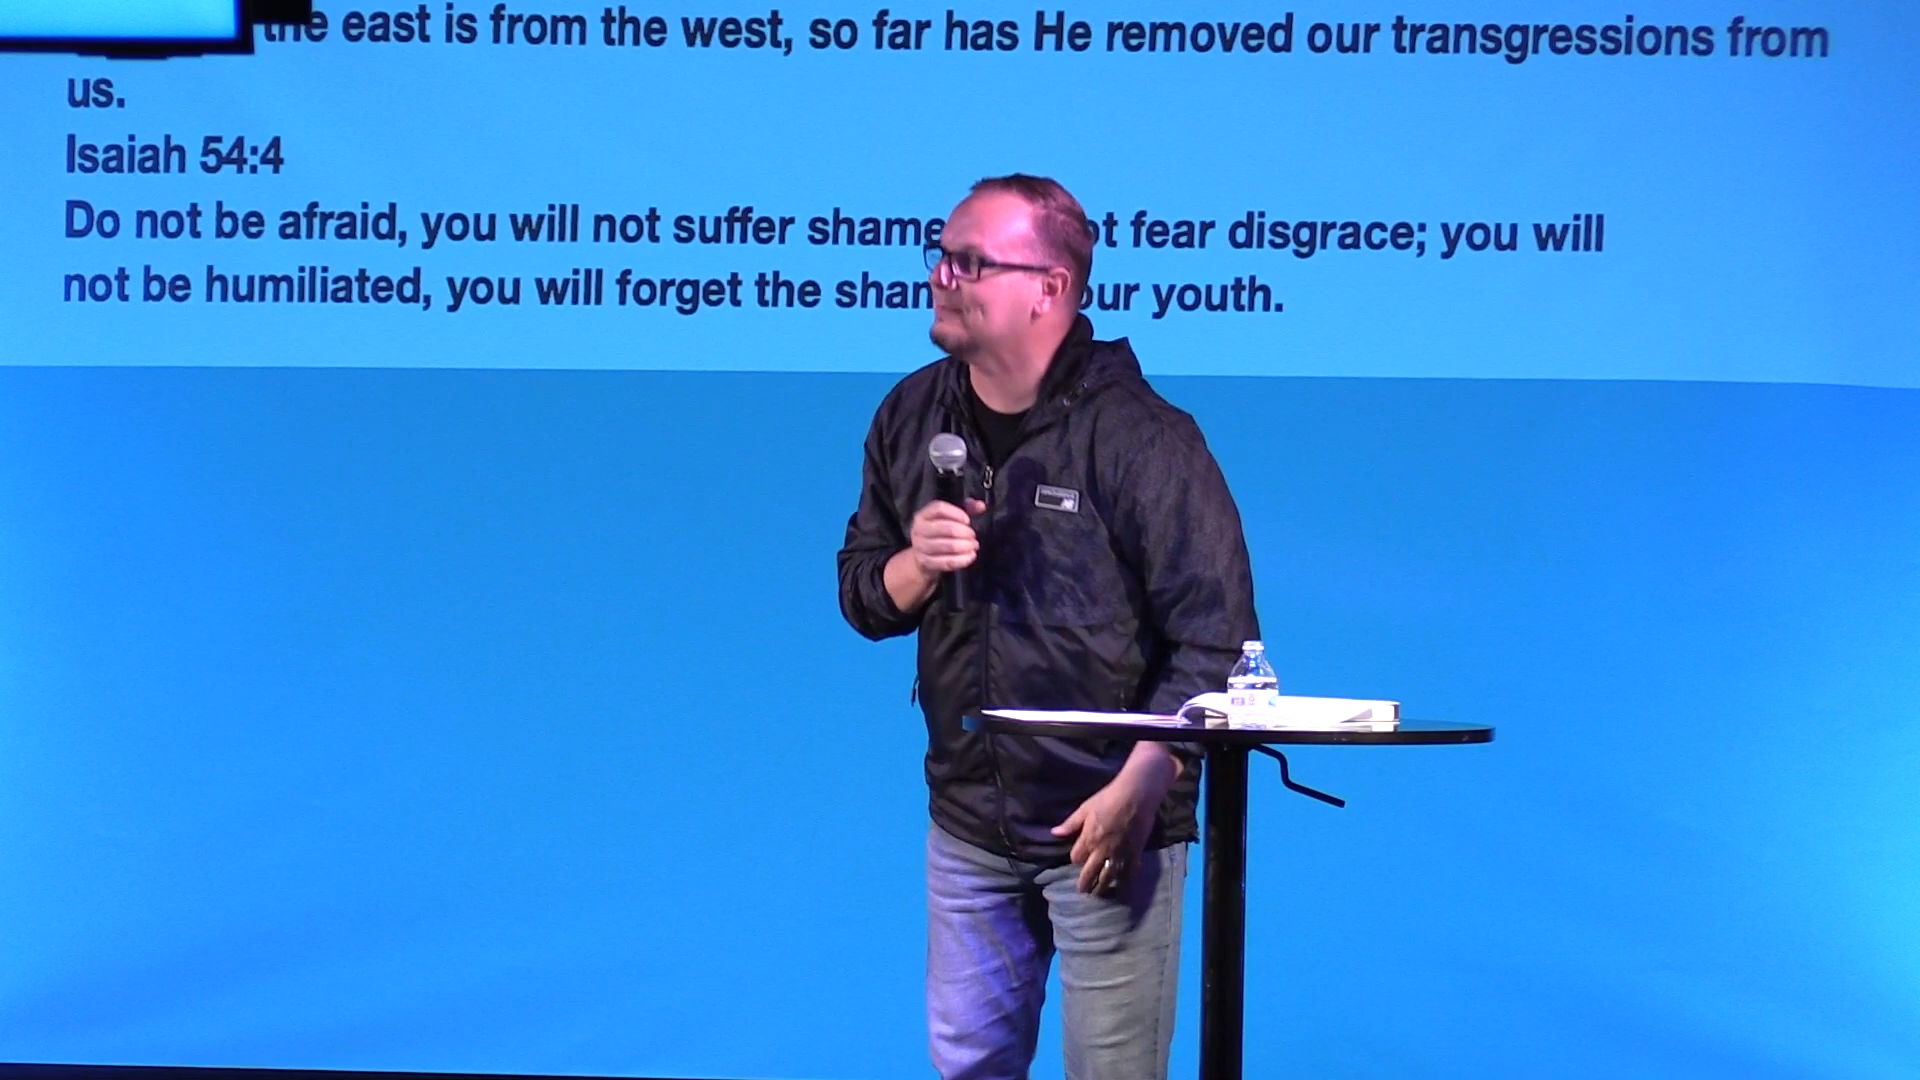 the east is from the west, so far has He removed our transgressions from
us.
Isaiah 54:4
Do not be afraid, you will not suffer shame fear disgrace; you will
not be humiliated, you will forget the youth.